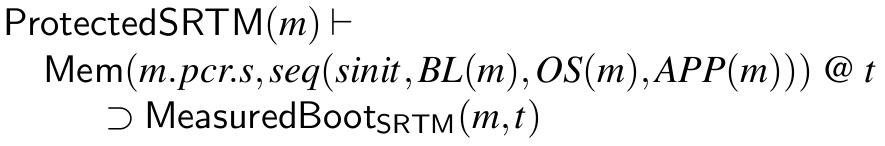 ProtectedSRTM(m) ⊢
Mem(m.pcr.s, seq(sinit, BL(m), OS(m), APP(m))) @ t
⊃ MeasuredBoot_SRTM(m, t)